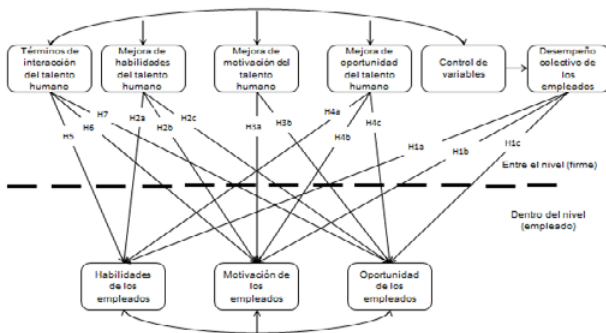 Términos de
interacción
del talento
humano
Mejora de
habilidades
del talento
humano
Mejora de
motivación del
talento
humano
Mejora de
oportunidad
del talento
humano
Control de
variables
Desempeño
colectivo de
los
empleados
H5
H6
H7
H2a
H2b
H2c
H3a
H3b
H4a
H4b
H4c
H1a
H1b
H1c
Entre el nivel (firme)
Dentro del nivel
(empleado)
Habilidades
de los
empleados
Motivación de
los
empleados
Oportunidad
de los
empleados